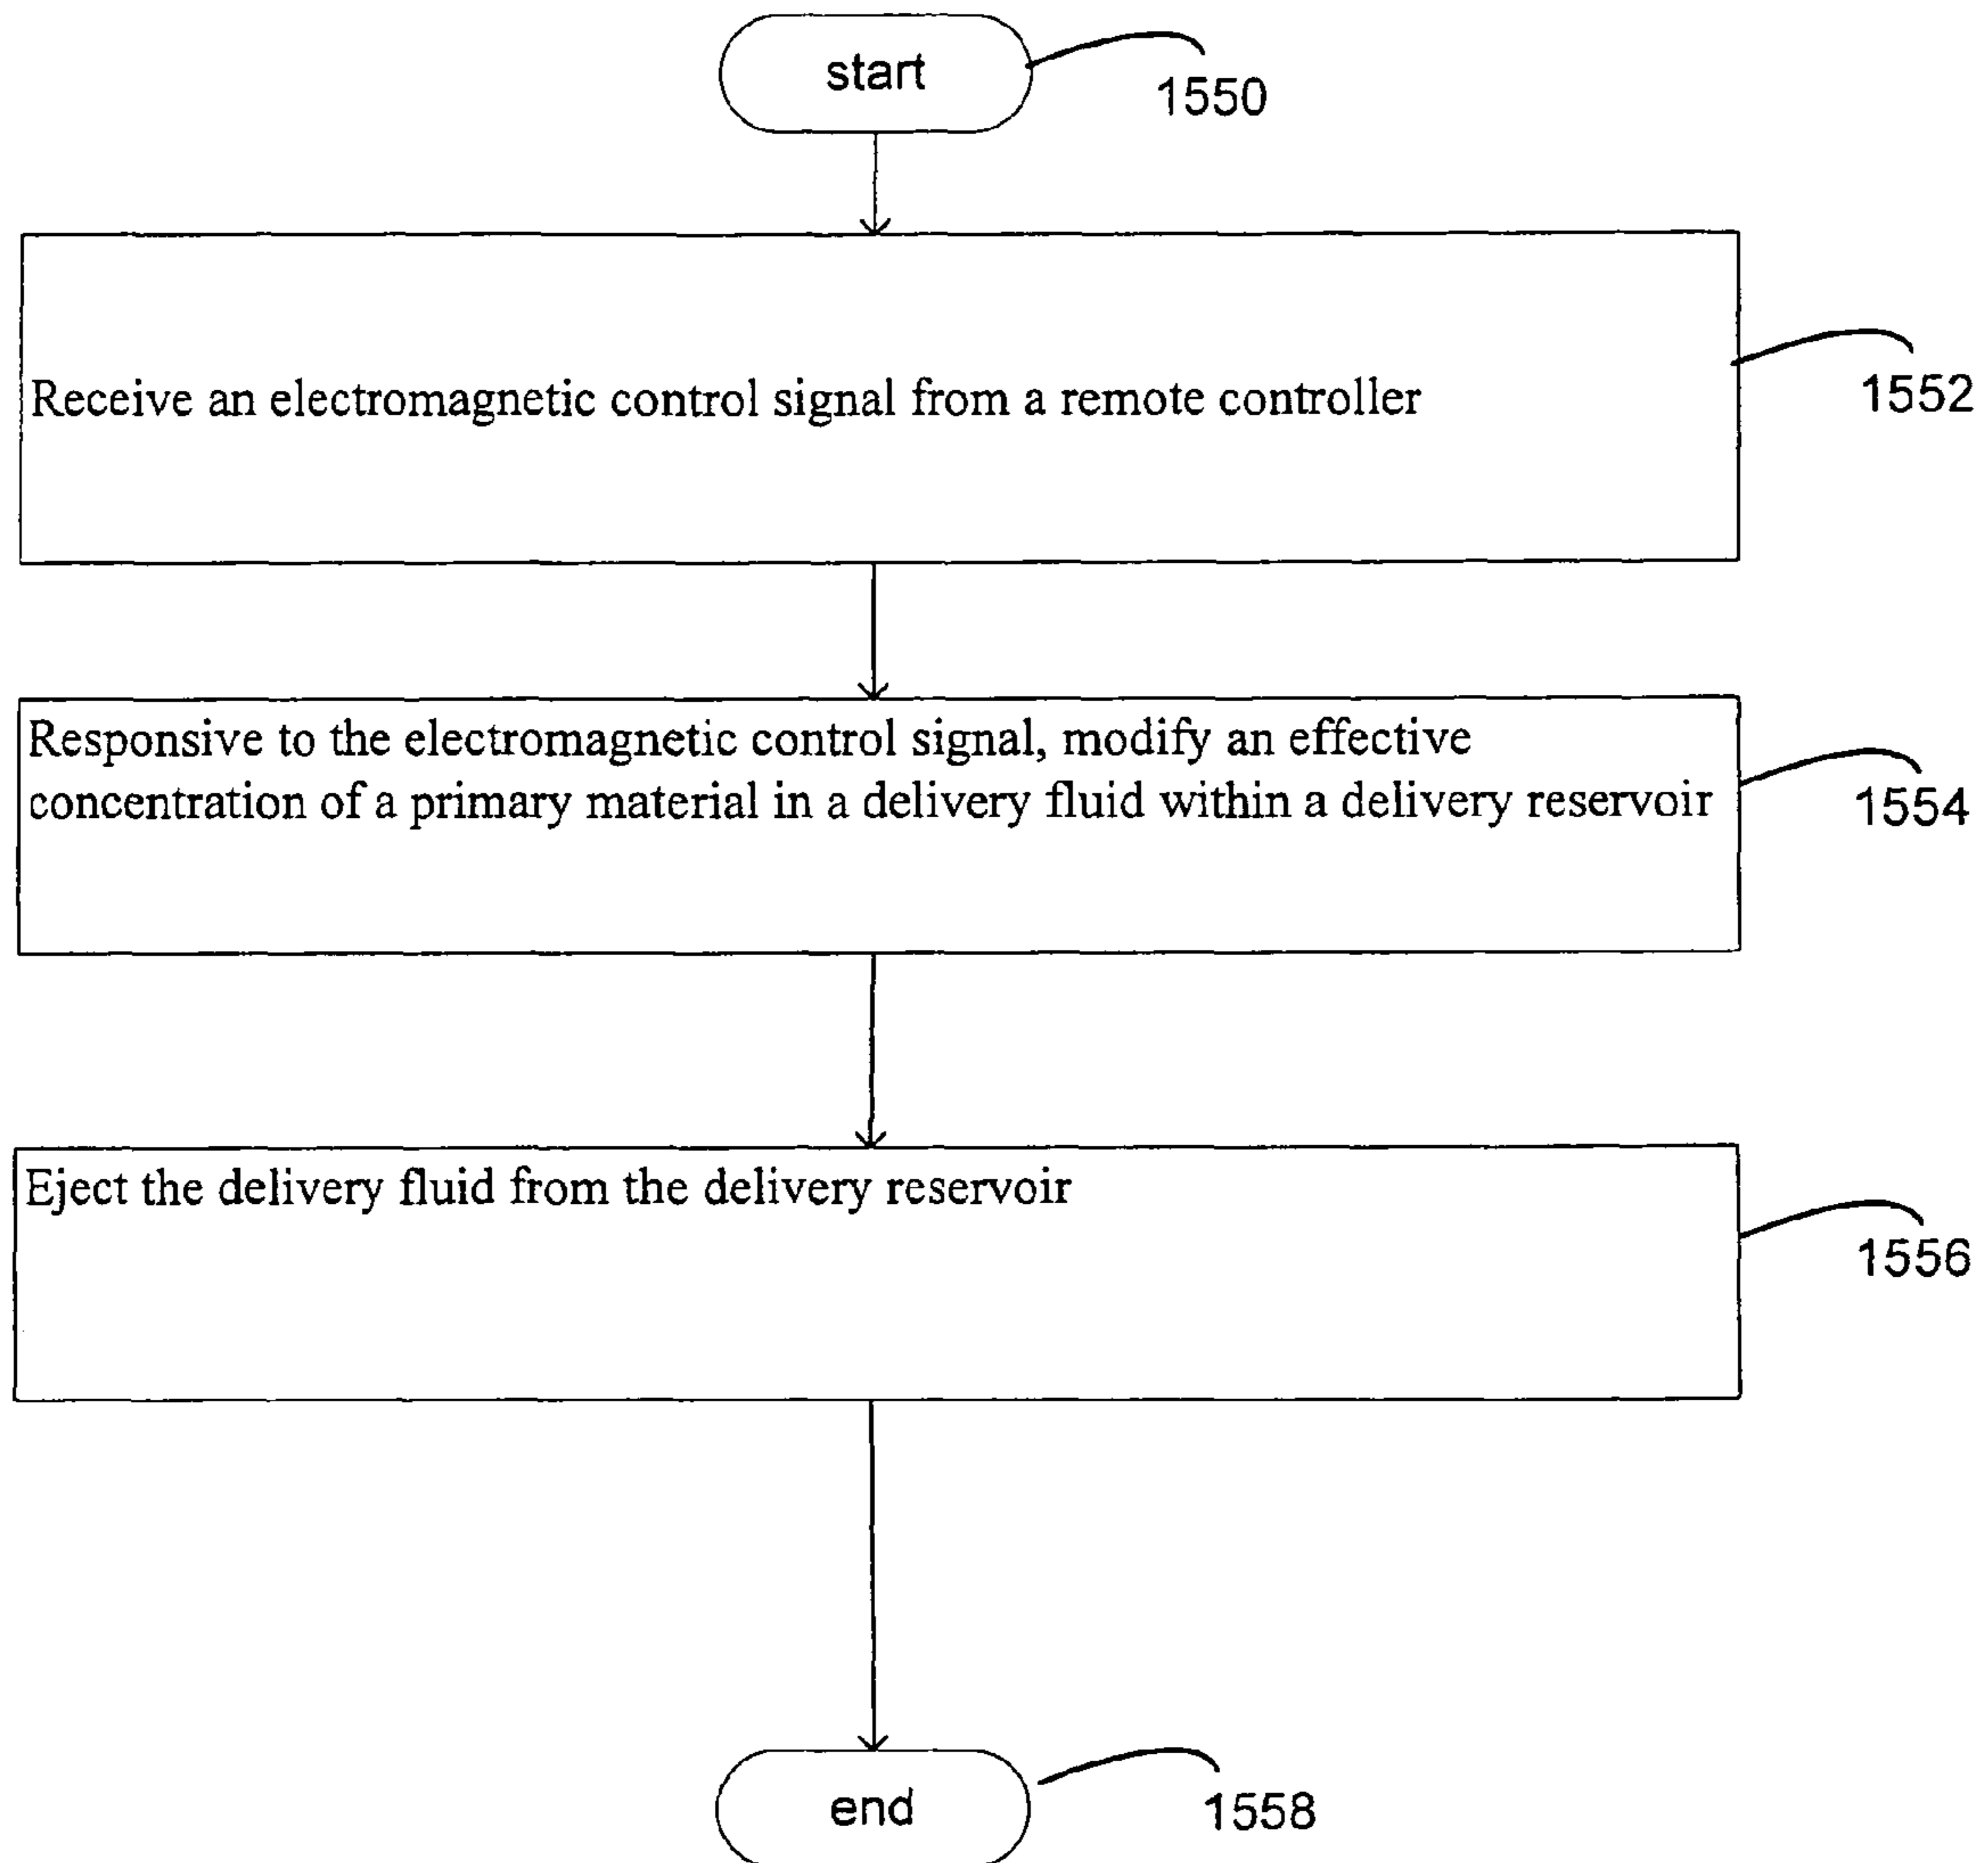 start
1550
Receive an electromagnetic control signal from a remote controller
1552
Responsive to the electromagnetic control signal, modify an effective
concentration of a primary material in a delivery fluid within a delivery reservoir
1554
Eject the delivery fluid from the delivery reservoir
1556
end
1558